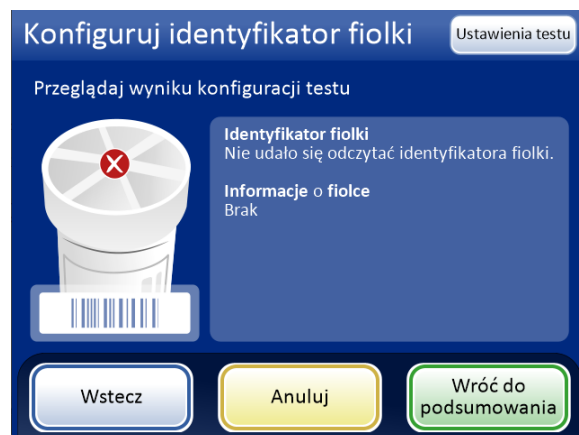 Konfiguruj identyfikator fiolki
Ustawienia testu
Przeglądaj wyniku konfiguracji testu
Identyfikator fiolki
Nie udało się odczytać identyfikatora fiolki.
Informacje o fiolce
Brak
Wstecz
Anuluj
Wróć do
podsumowania